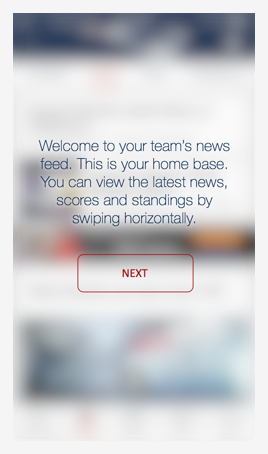 Welcome to your team's news
feed. This is your home base.
You can view the latest news,
scores and standings by
swiping horizontally.
NEXT